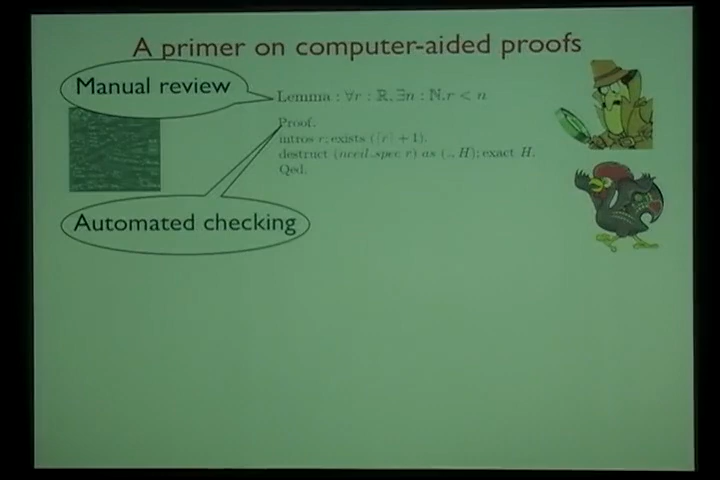 A primer on computer-aided proofs
Manual review
Lemma : ∀r : ℝ, ∃n : ℕ. r < n
Proof.
intros r; exists (⌈r⌉ + 1).
destruct (nceil_spec r) as (_, H); exact H.
Qed.
Automated checking